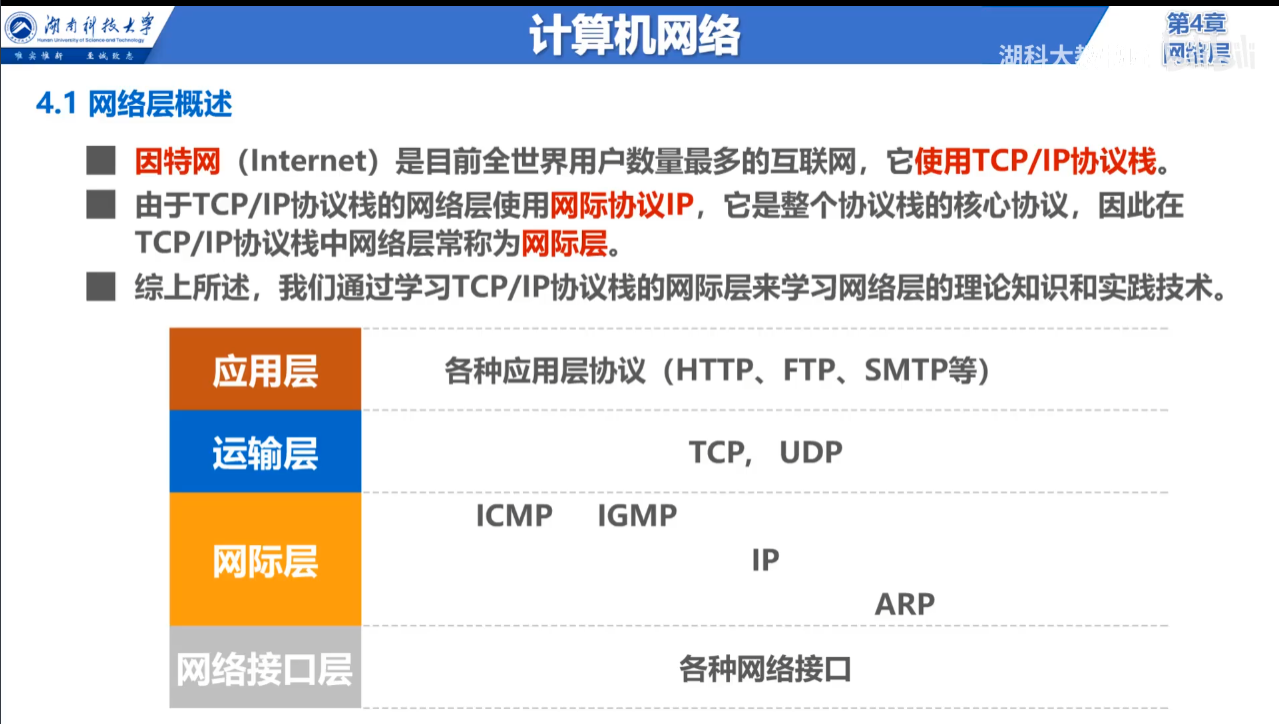 湖南科技大学
Hunan University of Science and Technology
唯实惟新 至诚致志
计算机网络
第4章
网络层
湖科大教
4.1 网络层概述
因特网（Internet）是目前全世界用户数量最多的互联网，它使用TCP/IP协议栈。
由于TCP/IP协议栈的网络层使用网际协议IP，它是整个协议栈的核心协议，因此在
TCP/IP协议栈中网络层常称为网际层。
综上所述，我们通过学习TCP/IP协议栈的网际层来学习网络层的理论知识和实践技术。
应用层 各种应用层协议（HTTP、FTP、SMTP等）
运输层 TCP, UDP
ICMP IGMP
网际层 IP
ARP
网络接口层 各种网络接口